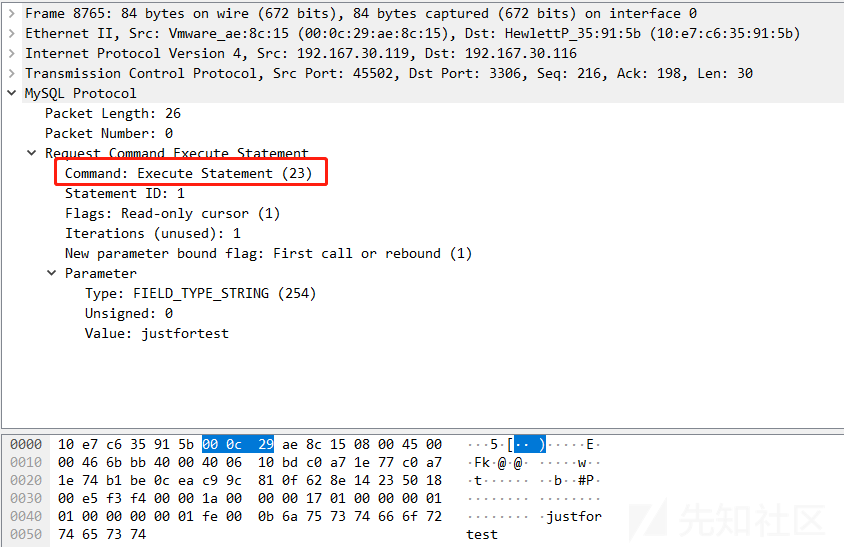 Frame 8765: 84 bytes on wire (672 bits), 84 bytes captured (672 bits) on interface 0
Ethernet II, Src: Vmware_ae:8c:15 (00:0c:29:ae:8c:15), Dst: HewlettP_35:91:5b (10:e7:c6:35:91:5b)
Internet Protocol Version 4, Src: 192.167.30.119, Dst: 192.167.30.116
Transmission Control Protocol, Src Port: 45502, Dst Port: 3306, Seq: 216, Ack: 198, Len: 30
MySQL Protocol
Packet Length: 26
Packet Number: 0
Request Command Execute Statement
Command: Execute Statement (23)
Statement ID: 1
Flags: Read-only cursor (1)
Iterations (unused): 1
New parameter bound flag: First call or rebound (1)
Parameter
Type: FIELD_TYPE_STRING (254)
Unsigned: 0
Value: justfortest
0000 10 e7 c6 35 91 5b 00 0c 29 ae 8c 15 08 00 45 00 ···5·[··)·····E·
0010 00 46 6b bb 40 00 40 06 10 bd c0 a7 1e 77 c0 a7 ·Fk·@·@· ·····w··
0020 1e 74 b1 be 0c ea c9 9c 81 0f 62 8e 14 23 50 18 ·t······ ··b··#P·
0030 00 e5 f3 f4 00 00 1a 00 00 00 17 01 00 00 00 01 ········ ········
0040 01 00 00 00 00 01 fe 00 0b 6a 75 73 74 66 6f 72 ········ ·justfor
0050 74 65 73 74 test
先知社区